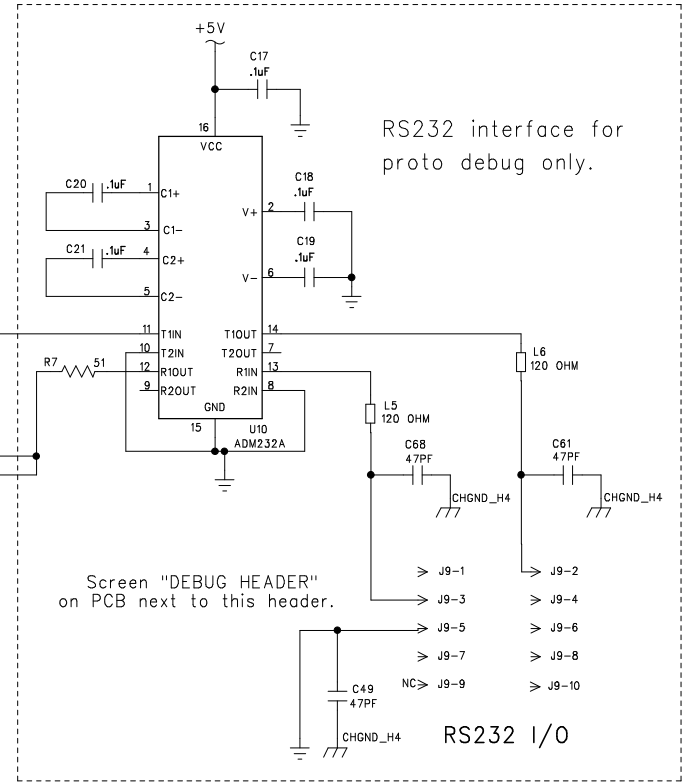 +5V
C17
.1uF
RS232 interface for
proto debug only.
16
VCC
C20 .1uF 1 C1+
3 C1-
C21 .1uF 4 C2+
5 C2-
C18
.1uF
V+ 2
C19
.1uF
V- 6
11 T1IN
10 T2IN
R7 51 12 R1OUT
9 R2OUT
T1OUT 14
T2OUT 7
R1IN 13
R2IN 8
GND
15
U10
ADM232A
L6
120 OHM
L5
120 OHM
C68
47PF
CHGND_H4
C61
47PF
CHGND_H4
Screen "DEBUG HEADER"
on PCB next to this header.
J9-1 J9-2
J9-3 J9-4
J9-5 J9-6
J9-7 J9-8
NC J9-9 J9-10
C49
47PF
CHGND_H4
RS232 I/O